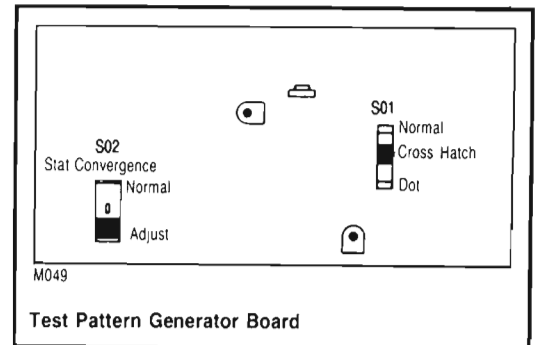 S01
Normal
Cross Hatch
Dot
S02
Stat Convergence
Normal
Adjust
M049
Test Pattern Generator Board